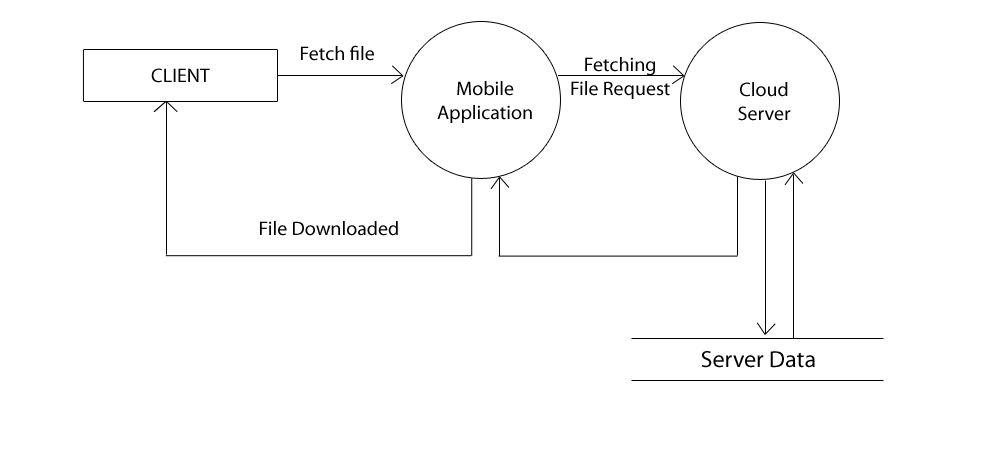 Fetch file
CLIENT
Mobile
Application
Fetching
File Request
Cloud
Server
File Downloaded
Server Data